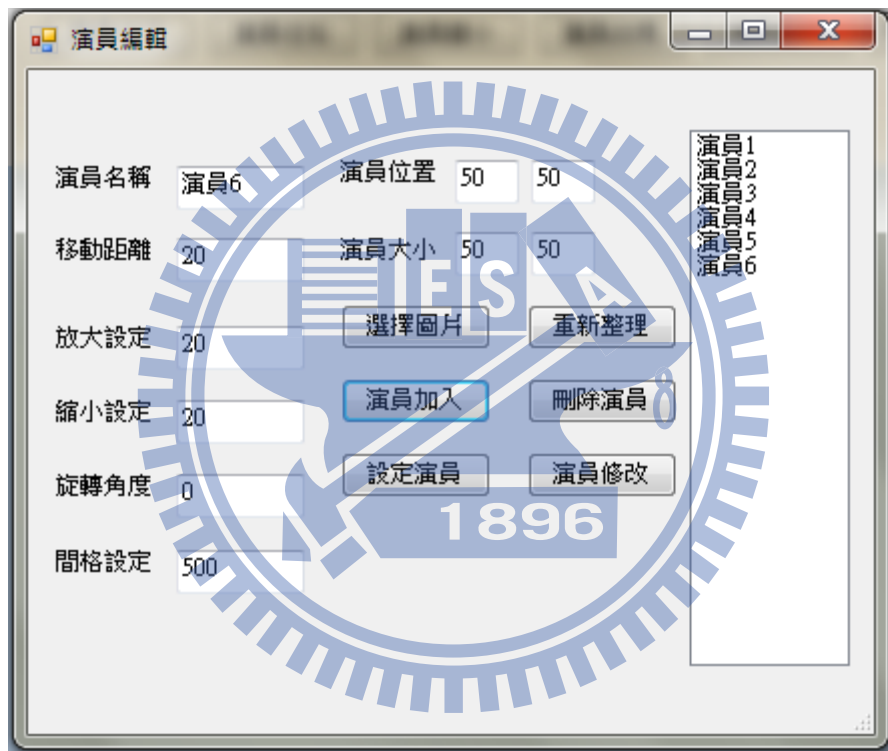 演員編輯
演員名稱 演員6
移動距離 20
放大設定 20
縮小設定 20
旋轉角度 0
間格設定 500
演員位置 50 50
演員大小 50 50
選擇圖片 重新整理
演員加入 刪除演員
設定演員 演員修改
演員1
演員2
演員3
演員4
演員5
演員6
E S A
8
1896